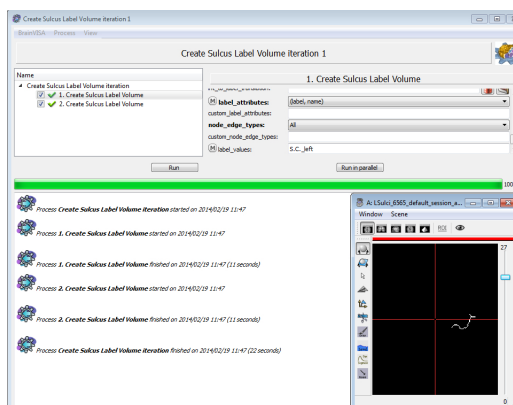 Create Sulcus Label Volume iteration 1
BrainVISA Process View
Create Sulcus Label Volume iteration 1
Name
Create Sulcus Label Volume iteration
1. Create Sulcus Label Volume
2. Create Sulcus Label Volume
1. Create Sulcus Label Volume
label_attributes:
(label, name)
custom_label_attributes:
node_edge_types:
All
custom_node_edge_types:
label_values:
S.C._left
Run
Run in parallel
100
Process Create Sulcus Label Volume iteration started on 2014/02/19 11:47
Process 1. Create Sulcus Label Volume started on 2014/02/19 11:47
Process 1. Create Sulcus Label Volume finished on 2014/02/19 11:47 (11 seconds)
Process 2. Create Sulcus Label Volume started on 2014/02/19 11:47
Process 2. Create Sulcus Label Volume finished on 2014/02/19 11:47 (11 seconds)
Process Create Sulcus Label Volume iteration finished on 2014/02/19 11:47 (22 seconds)
A: LSulci_6565_default_session_a...
Window Scene
27
0